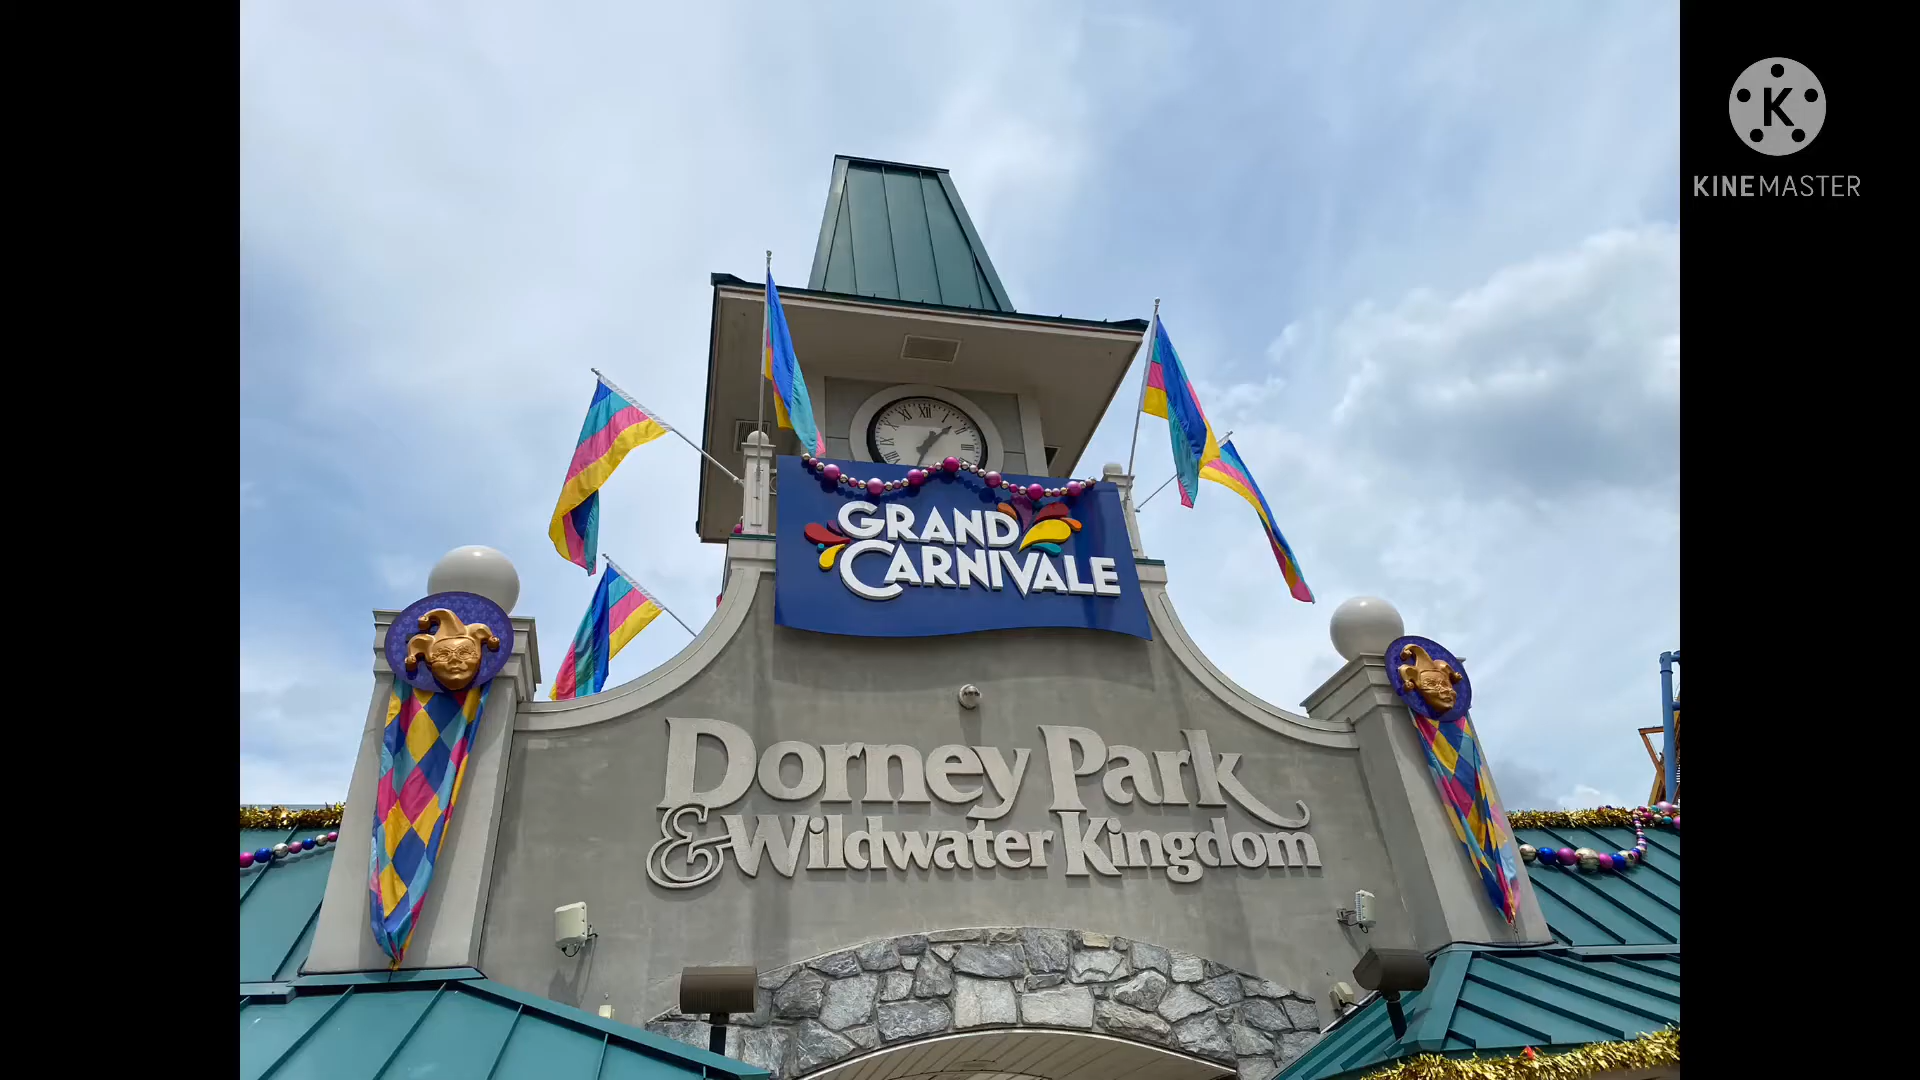 K
KINEMASTER
GRAND
CARNIVALE
Dorney Park
& Wildwater Kingdom